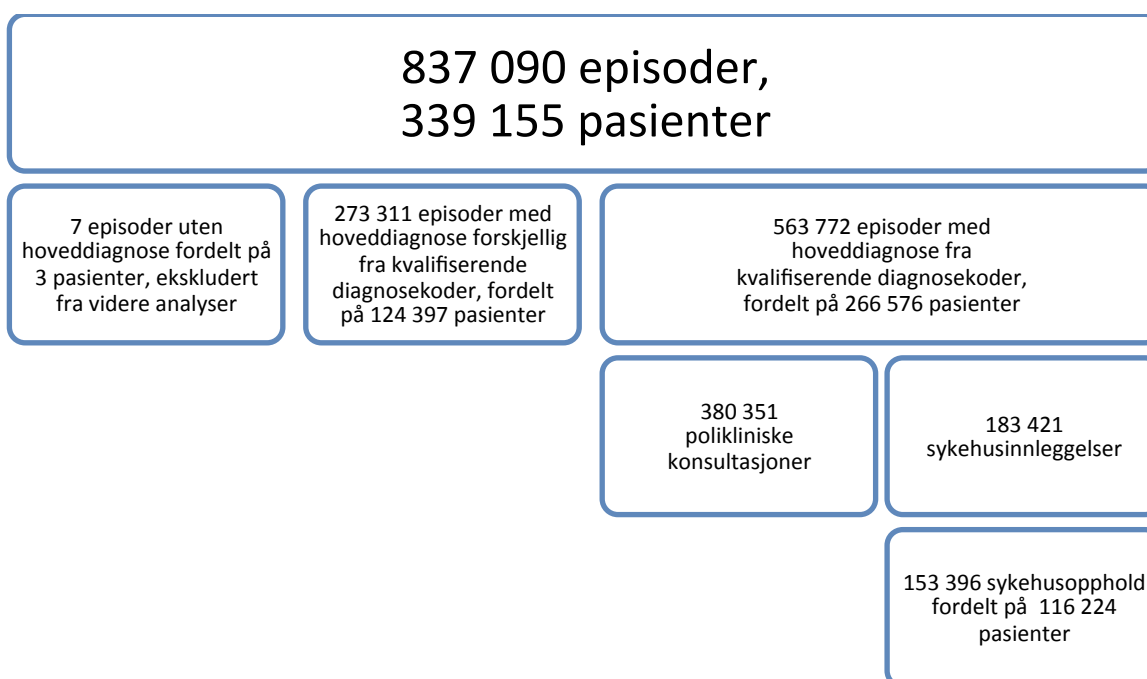 837 090 episoder,
339 155 pasienter
7 episoder uten
hoveddiagnose fordelt på
3 pasienter, ekskludert
fra videre analyser
273 311 episoder med
hoveddiagnose forskjellig
fra kvalifiserende
diagnosekoder, fordelt
på 124 397 pasienter
563 772 episoder med
hoveddiagnose fra
kvalifiserende diagnosekoder,
fordelt på 266 576 pasienter
380 351
polikliniske
konsultasjoner
183 421
sykehusinnleggelser
153 396 sykehusopphold
fordelt på 116 224
pasienter